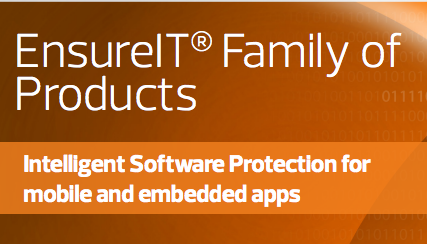 EnsureIT® Family of
Products
Intelligent Software Protection for
mobile and embedded apps